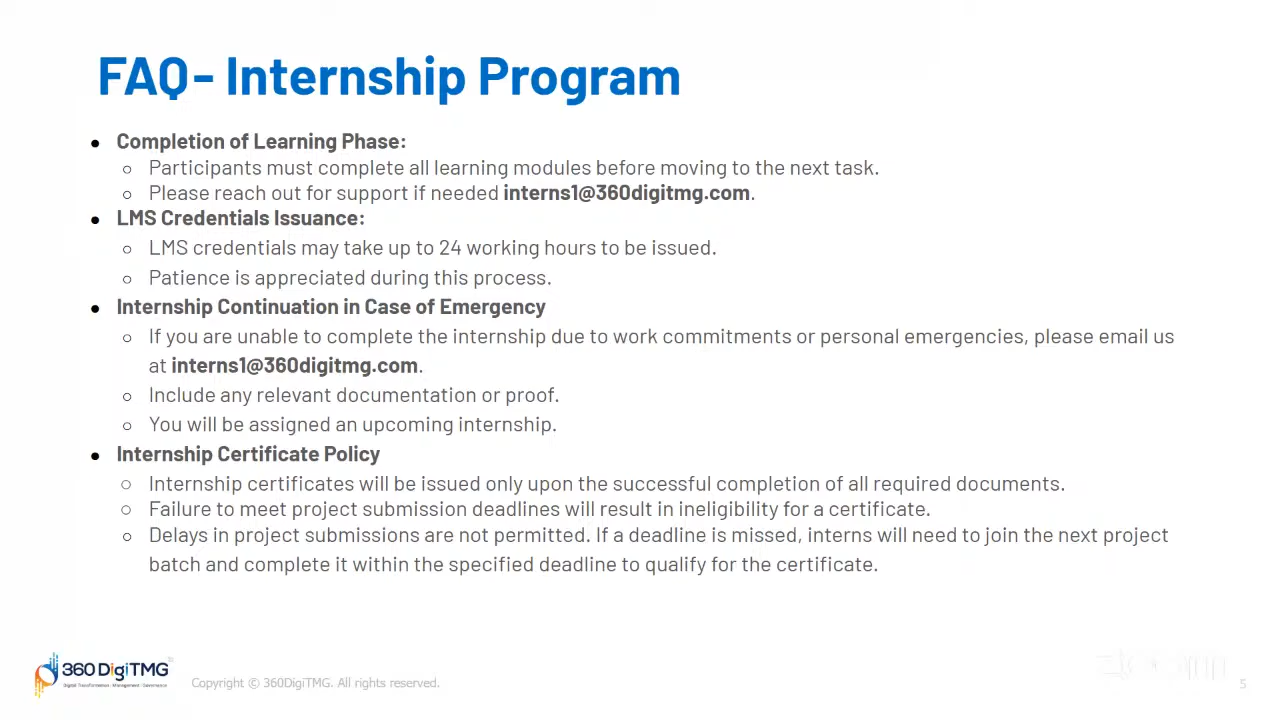 FAQ- Internship Program
● Completion of Learning Phase:
○ Participants must complete all learning modules before moving to the next task.
○ Please reach out for support if needed interns1@360digitmg.com.
● LMS Credentials Issuance:
○ LMS credentials may take up to 24 working hours to be issued.
○ Patience is appreciated during this process.
● Internship Continuation in Case of Emergency
○ If you are unable to complete the internship due to work commitments or personal emergencies, please email us
at interns1@360digitmg.com.
○ Include any relevant documentation or proof.
○ You will be assigned an upcoming internship.
● Internship Certificate Policy
○ Internship certificates will be issued only upon the successful completion of all required documents.
○ Failure to meet project submission deadlines will result in ineligibility for a certificate.
○ Delays in project submissions are not permitted. If a deadline is missed, interns will need to join the next project
batch and complete it within the specified deadline to qualify for the certificate.
360DigiTMG
Digital Transformation | Management | Governance
Copyright © 360DigiTMG. All rights reserved.
5